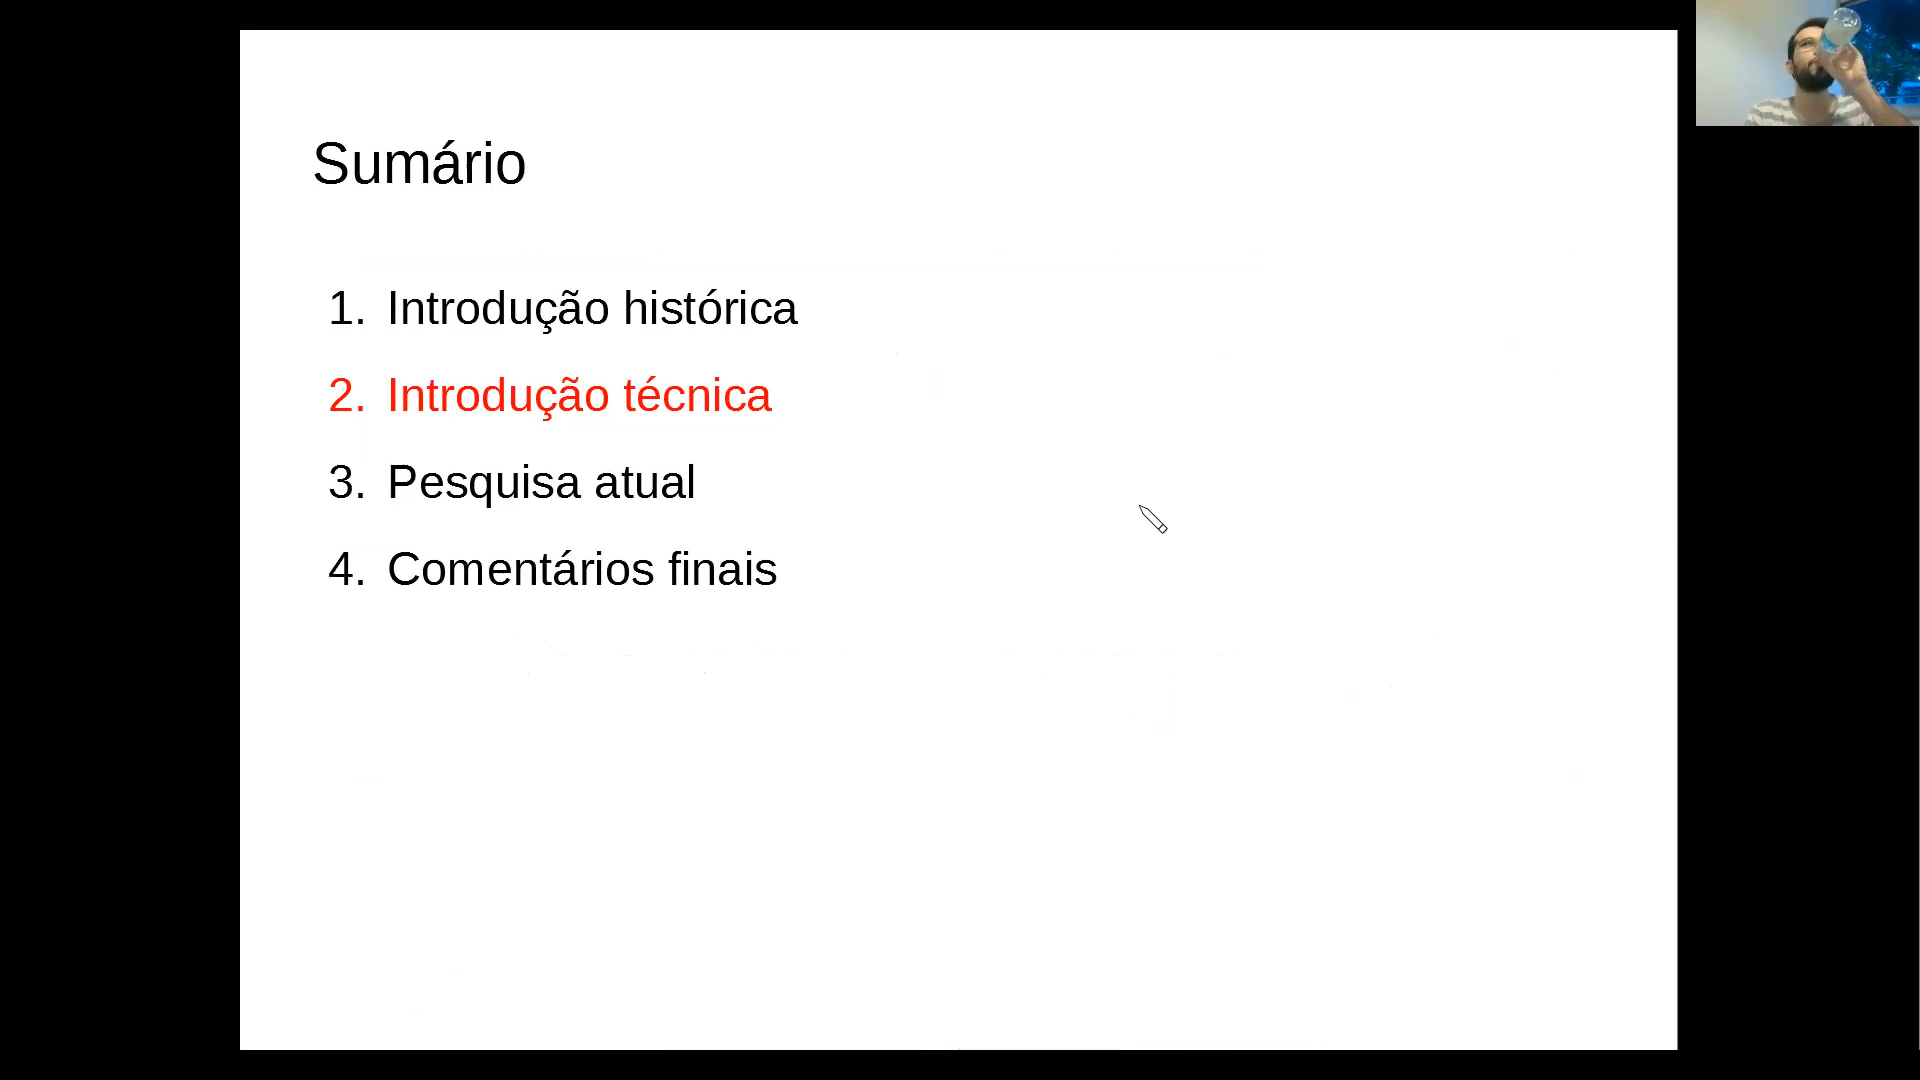 Sumário
1. Introdução histórica
2. Introdução técnica
3. Pesquisa atual
4. Comentários finais